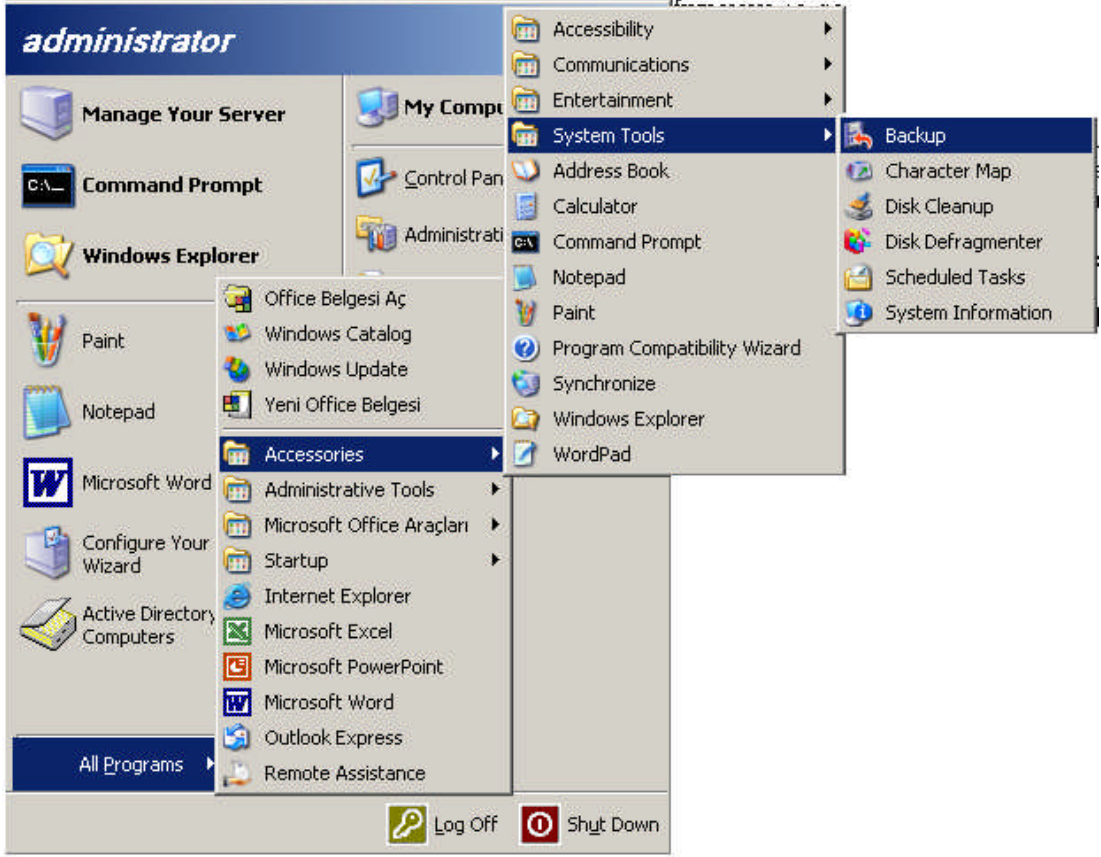 administrator
Manage Your Server
Command Prompt
Windows Explorer
Paint
Notepad
Microsoft Word
Configure Your
Wizard
Active Directory
Computers
All Programs
My Compu
Control Pan
Administrati
Office Belgesi Aç
Windows Catalog
Windows Update
Yeni Office Belgesi
Accessories
Administrative Tools
Microsoft Office Araçları
Startup
Internet Explorer
Microsoft Excel
Microsoft PowerPoint
Microsoft Word
Outlook Express
Remote Assistance
Accessibility
Communications
Entertainment
System Tools
Address Book
Calculator
Command Prompt
Notepad
Paint
Program Compatibility Wizard
Synchronize
Windows Explorer
WordPad
Backup
Character Map
Disk Cleanup
Disk Defragmenter
Scheduled Tasks
System Information
Log Off
Shut Down